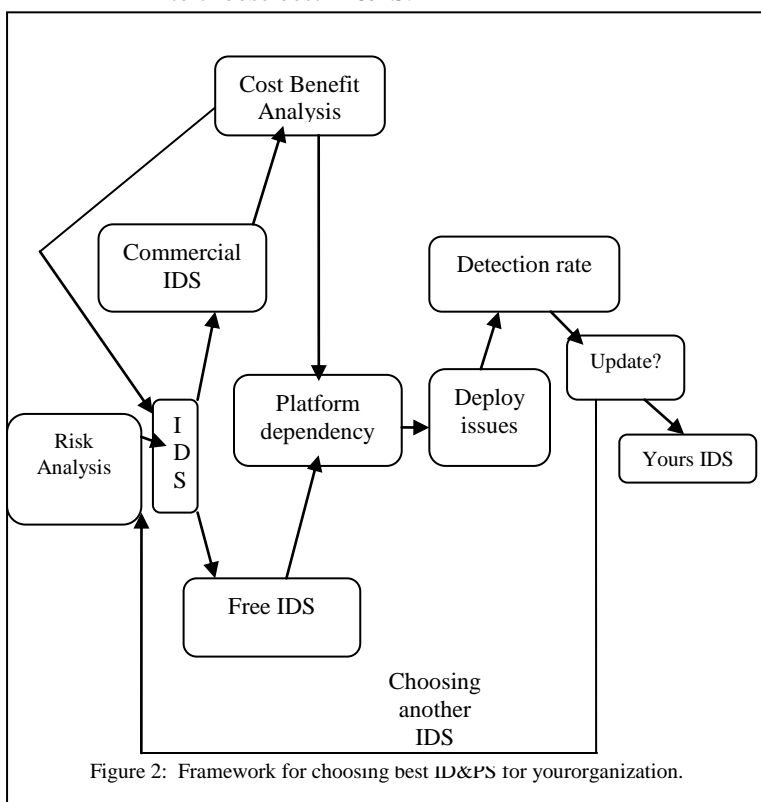 Cost Benefit
Analysis
Commercial
IDS
Detection rate
Update?
I
D
S
Risk
Analysis
Platform
dependency
Deploy
issues
Yours IDS
Free IDS
Choosing
another
IDS
Figure 2: Framework for choosing best ID&PS for yourorganization.